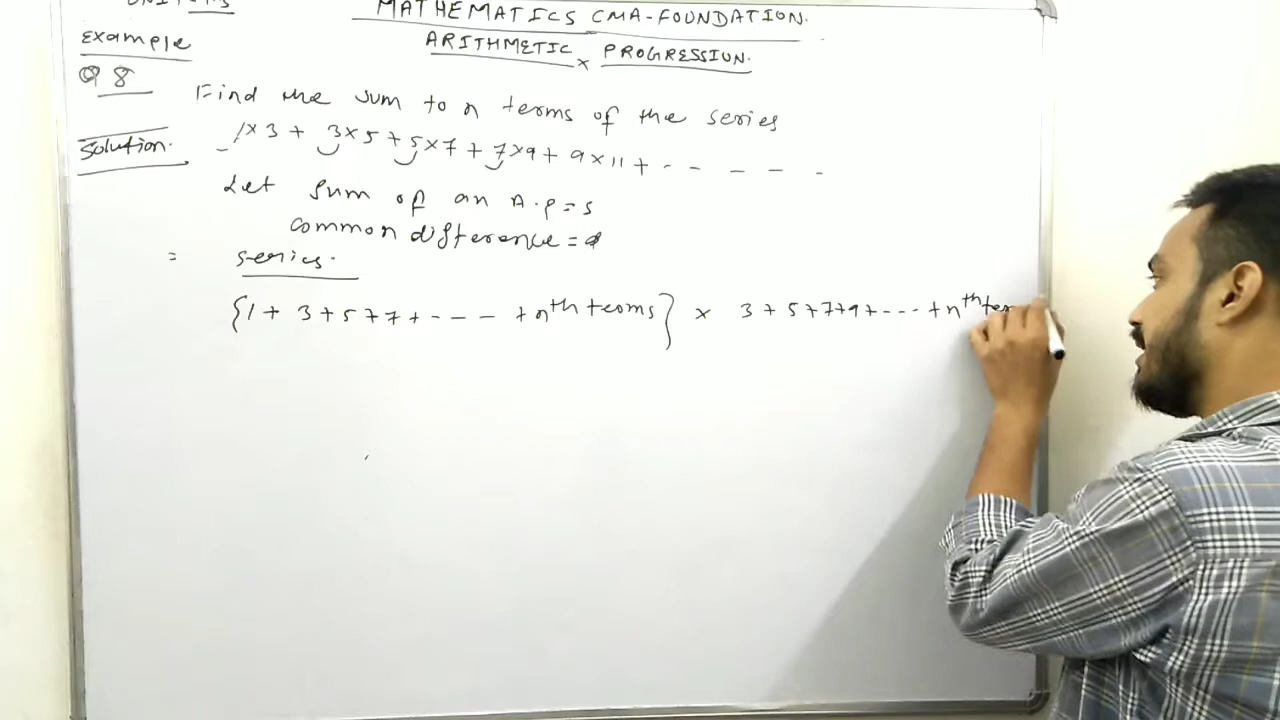 MATHEMATICS CMA-FOUNDATION.
ARITHMETIC PROGRESSION.
Example
Q 8
Find the sum to n terms of the series
1×3 + 3×5 + 5×7 + 7×9 + 9×11 + - - - - -
Solution.
Let sum of an A.P = S
common difference = d
= series.
{1 + 3 + 5 + 7 + - - - + nth terms} × 3 + 5 + 7 + 9 + - - - + nth ter